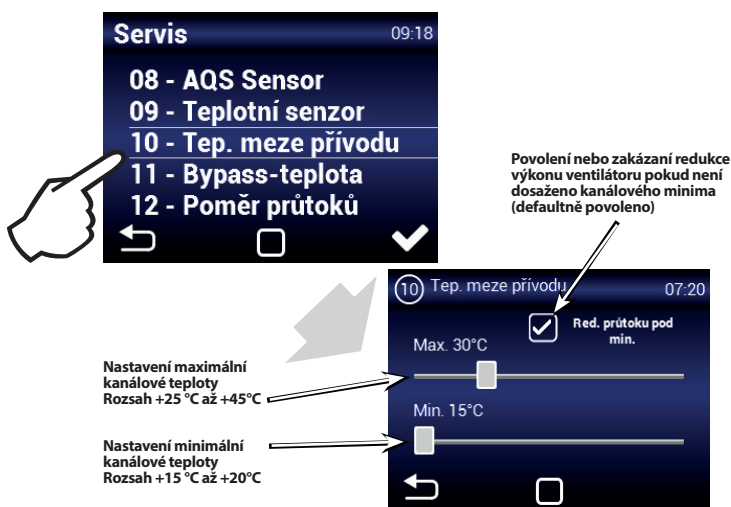 Servis 09:18
08 - AQS Sensor
09 - Teplotní senzor
10 - Tep. meze přívodu
11 - Bypass-teplota
12 - Poměr průtoků
Povolení nebo zakázaní redukce
výkonu ventilátoru pokud není
dosaženo kanálového minima
(defaultně povoleno)
10 Tep. meze přívodu 07:20
Red. průtoku pod
min.
Max. 30°C
Min. 15°C
Nastavení maximální
kanálové teploty
Rozsah +25 °C až +45°C
Nastavení minimální
kanálové teploty
Rozsah +15 °C až +20°C